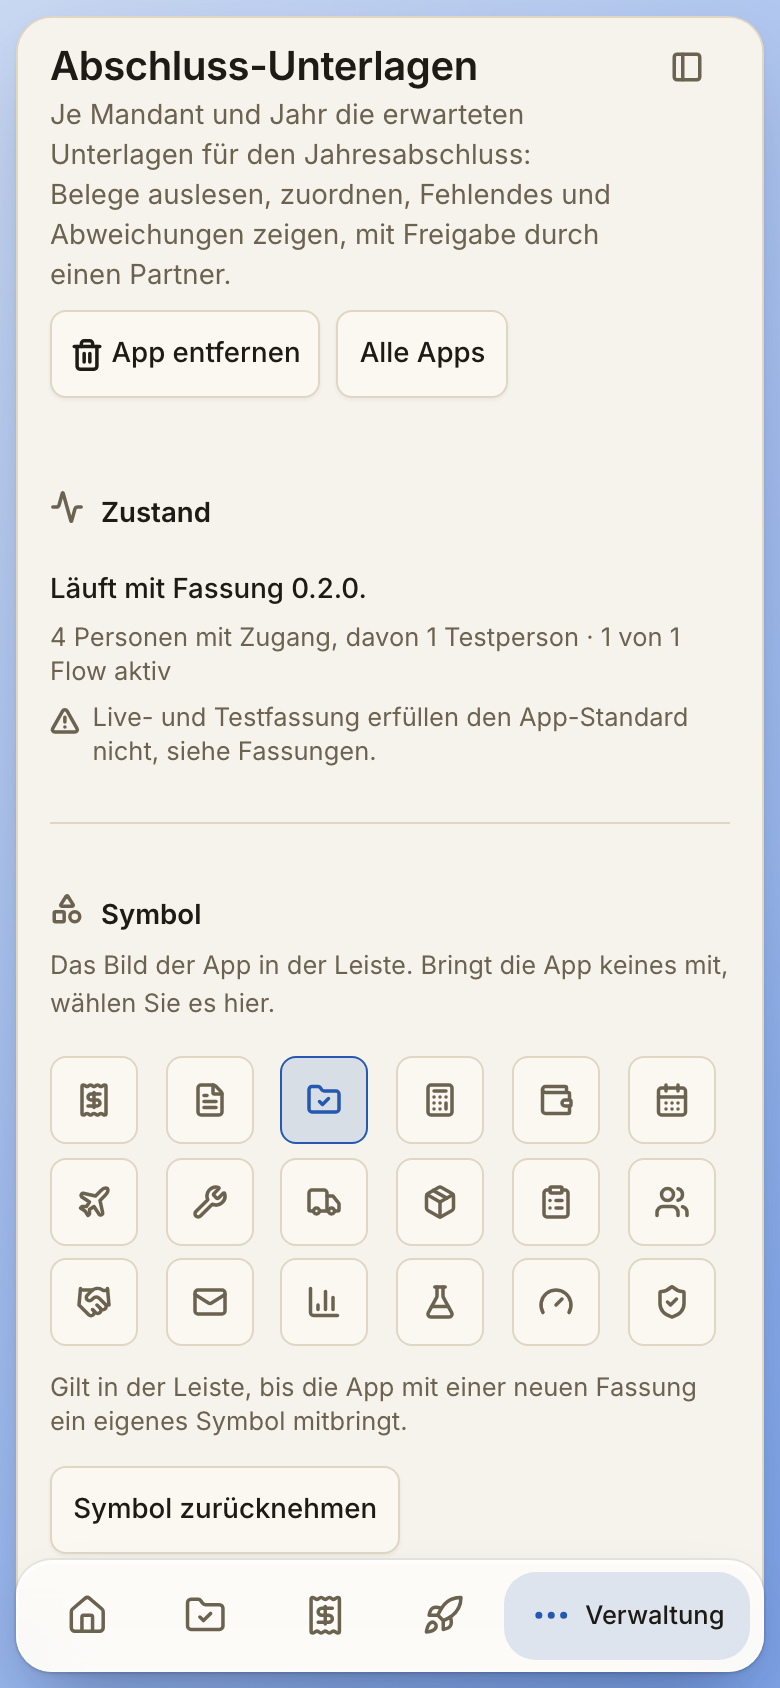 Abschluss-Unterlagen
Je Mandant und Jahr die erwarteten
Unterlagen für den Jahresabschluss:
Belege auslesen, zuordnen, Fehlendes und
Abweichungen zeigen, mit Freigabe durch
einen Partner.
App entfernen
Alle Apps
Zustand
Läuft mit Fassung 0.2.0.
4 Personen mit Zugang, davon 1 Testperson · 1 von 1
Flow aktiv
Live- und Testfassung erfüllen den App-Standard
nicht, siehe Fassungen.
Symbol
Das Bild der App in der Leiste. Bringt die App keines mit,
wählen Sie es hier.
Gilt in der Leiste, bis die App mit einer neuen Fassung
ein eigenes Symbol mitbringt.
Symbol zurücknehmen
Verwaltung